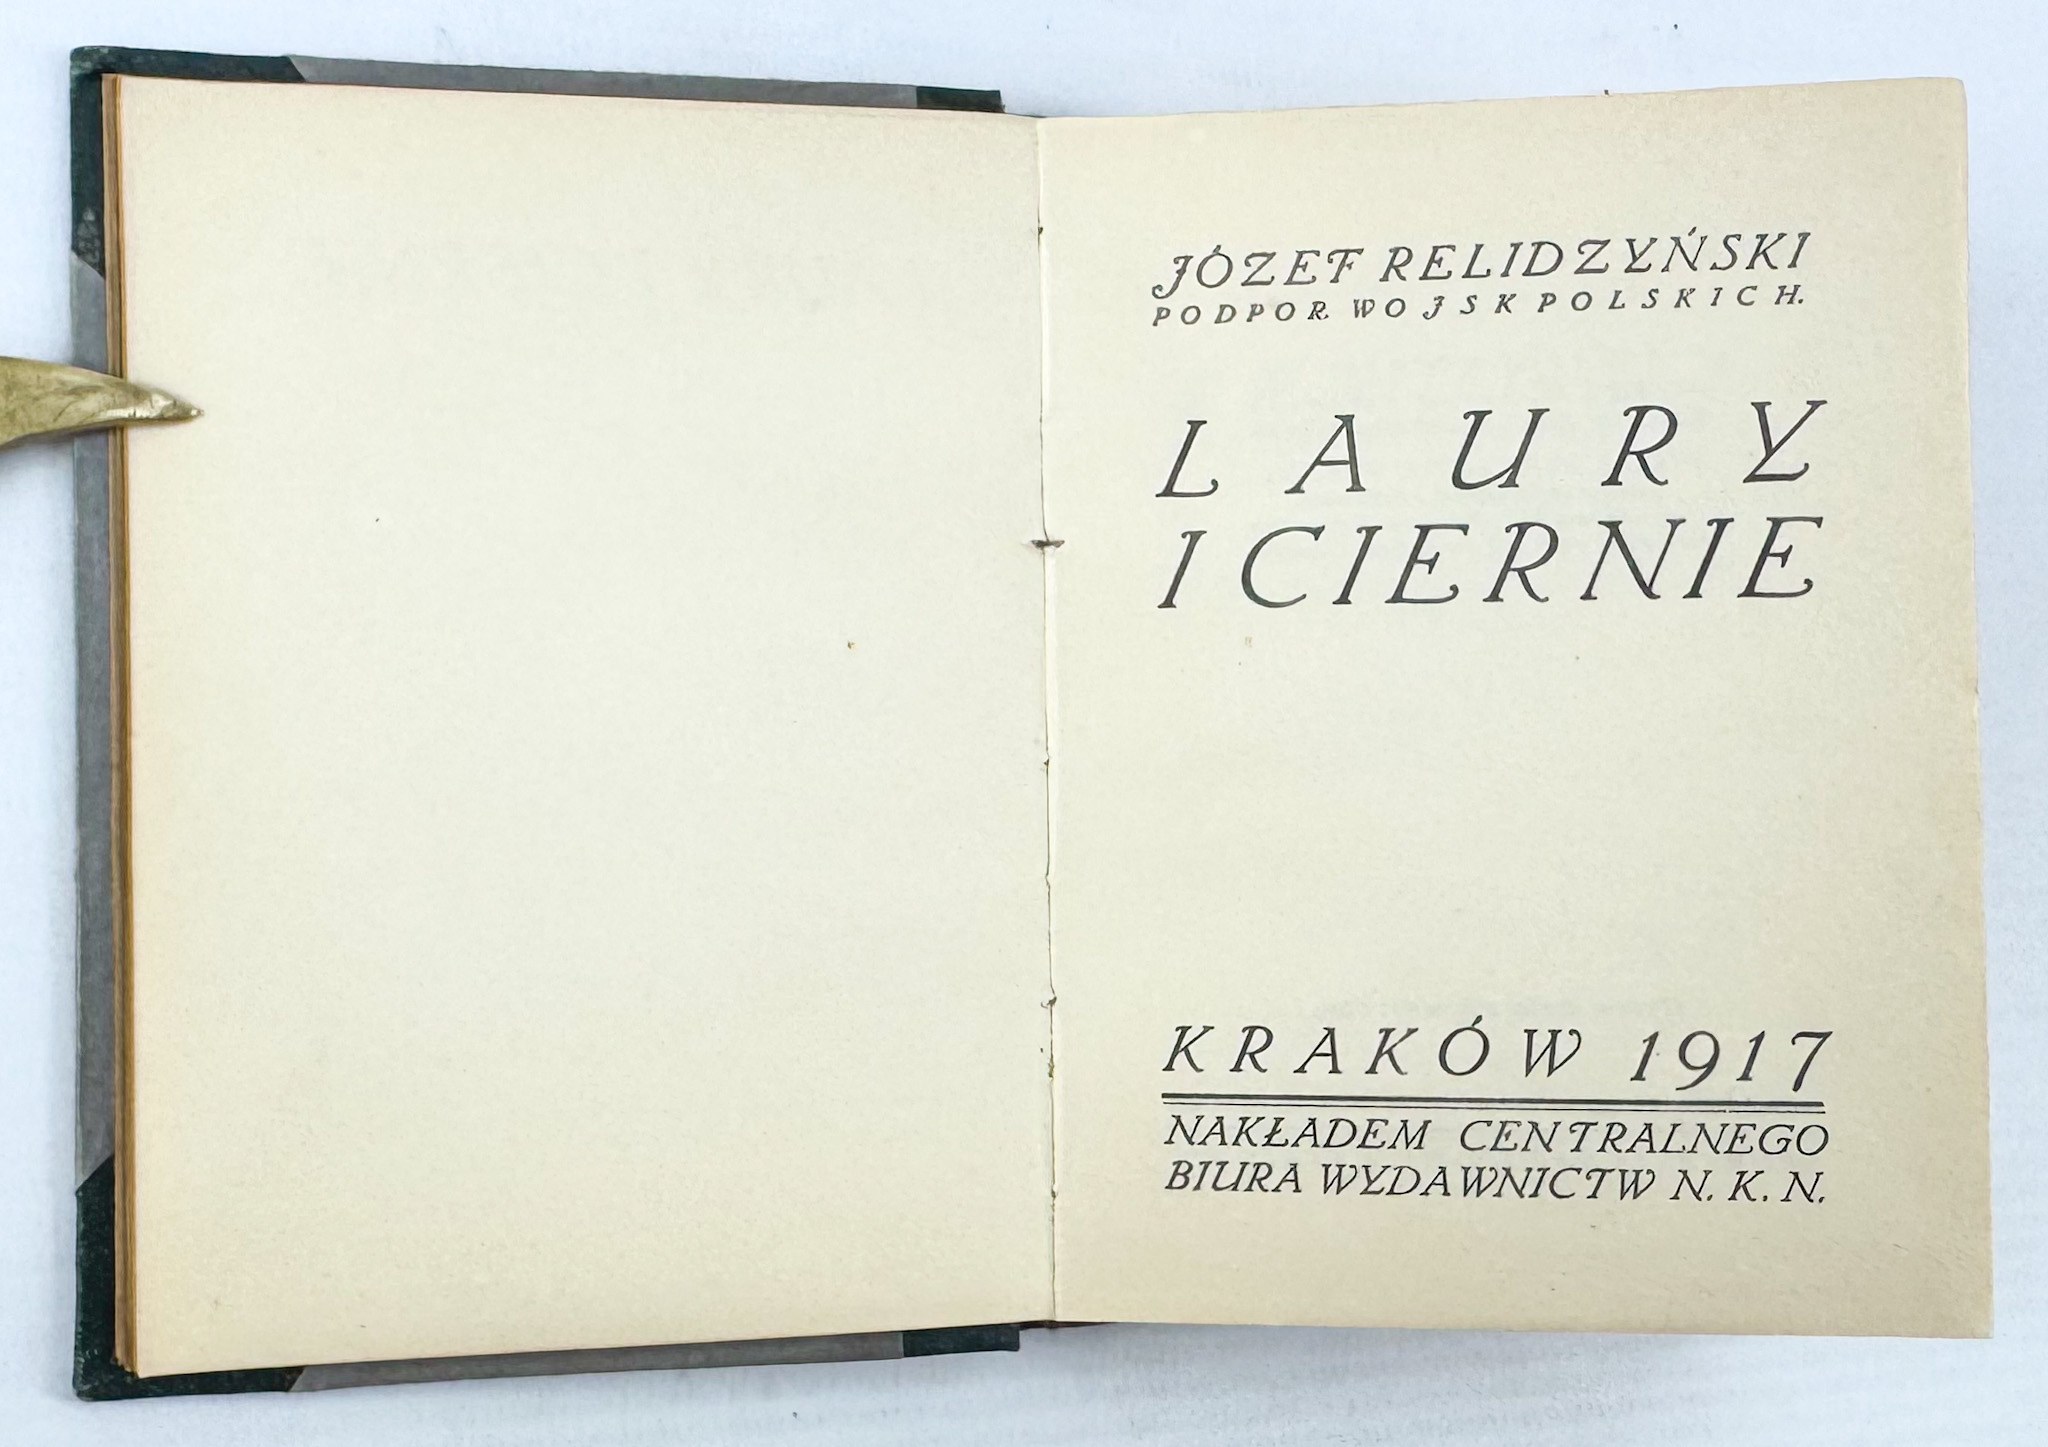 JÓZEF RELIDZYŃSKI
PODPOR. WOJSK POLSKICH.
LAURY
I CIERNIE
KRAKÓW 1917
NAKŁADEM CENTRALNEGO
BIURA WYDAWNICTW N. K. N.